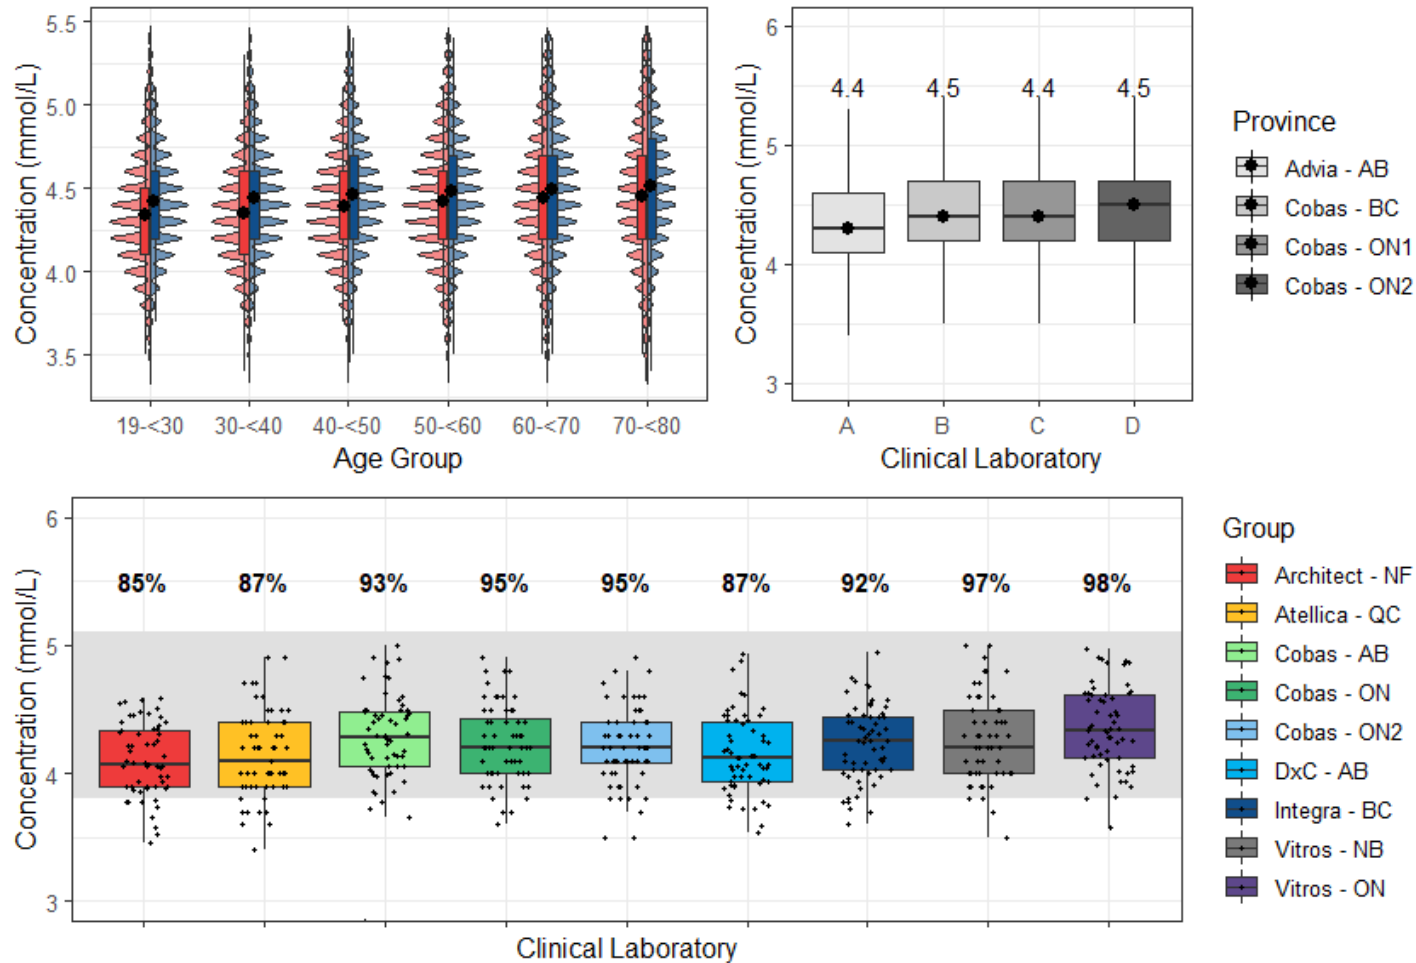 Concentration (mmol/L)
5.5
5.0
4.5
4.0
3.5
19-<30 30-<40 40-<50 50-<60 60-<70 70-<80
Age Group
Concentration (mmol/L)
6
5
4
3
4.4 4.5 4.4 4.5
A B C D
Clinical Laboratory
Province
Advia - AB
Cobas - BC
Cobas - ON1
Cobas - ON2
Concentration (mmol/L)
6
5
4
3
85% 87% 93% 95% 95% 87% 92% 97% 98%
Clinical Laboratory
Group
Architect - NF
Atellica - QC
Cobas - AB
Cobas - ON
Cobas - ON2
DxC - AB
Integra - BC
Vitros - NB
Vitros - ON